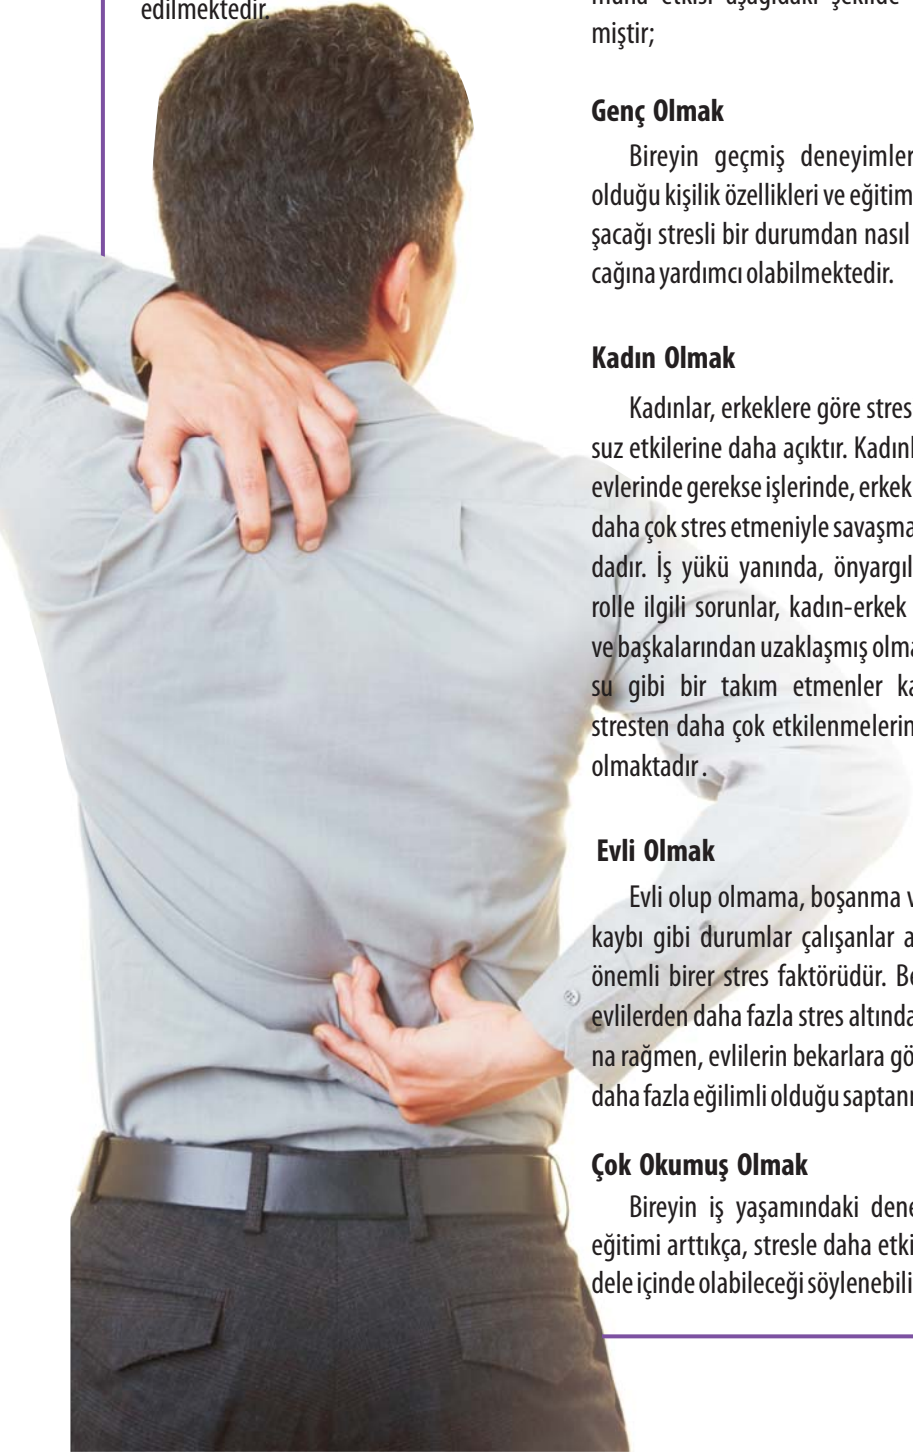 edilmektedir.
miştir;
Genç Olmak
Bireyin geçmiş deneyimler
olduğu kişilik özellikleri ve eğitim
şacağı stresli bir durumdan nasıl
cağına yardımcı olabilmektedir.
Kadın Olmak
Kadınlar, erkeklere göre stres
suz etkilerine daha açıktır. Kadınl
evlerinde gerekse işlerinde, erkek
daha çok stres etmeniyle savaşma
dadır. İş yükü yanında, önyargıl
rolle ilgili sorunlar, kadın-erkek
ve başkalarından uzaklaşmış olma
su gibi bir takım etmenler ka
stresten daha çok etkilenmelerin
olmaktadır .
Evli Olmak
Evli olup olmama, boşanma v
kaybı gibi durumlar çalışanlar a
önemli birer stres faktörüdür. Be
evlilerden daha fazla stres altında
na rağmen, evlilerin bekarlara gö
daha fazla eğilimli olduğu saptanı
Çok Okumuş Olmak
Bireyin iş yaşamındaki dene
eğitimi arttıkça, stresle daha etki
dele içinde olabileceği söylenebili